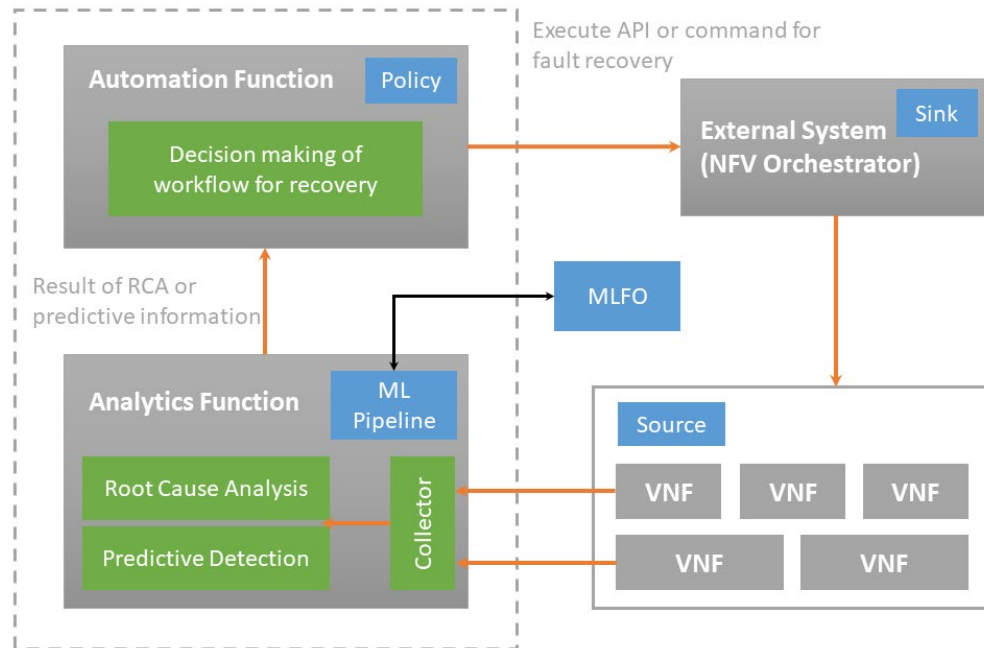 Execute API or command for
fault recovery
Automation Function
Policy
Decision making of
workflow for recovery
Sink
External System
(NFV Orchestrator)
Result of RCA or
predictive information
MLFO
Analytics Function
ML
Pipeline
Root Cause Analysis
Predictive Detection
Collector
Source
VNF
VNF
VNF
VNF
VNF